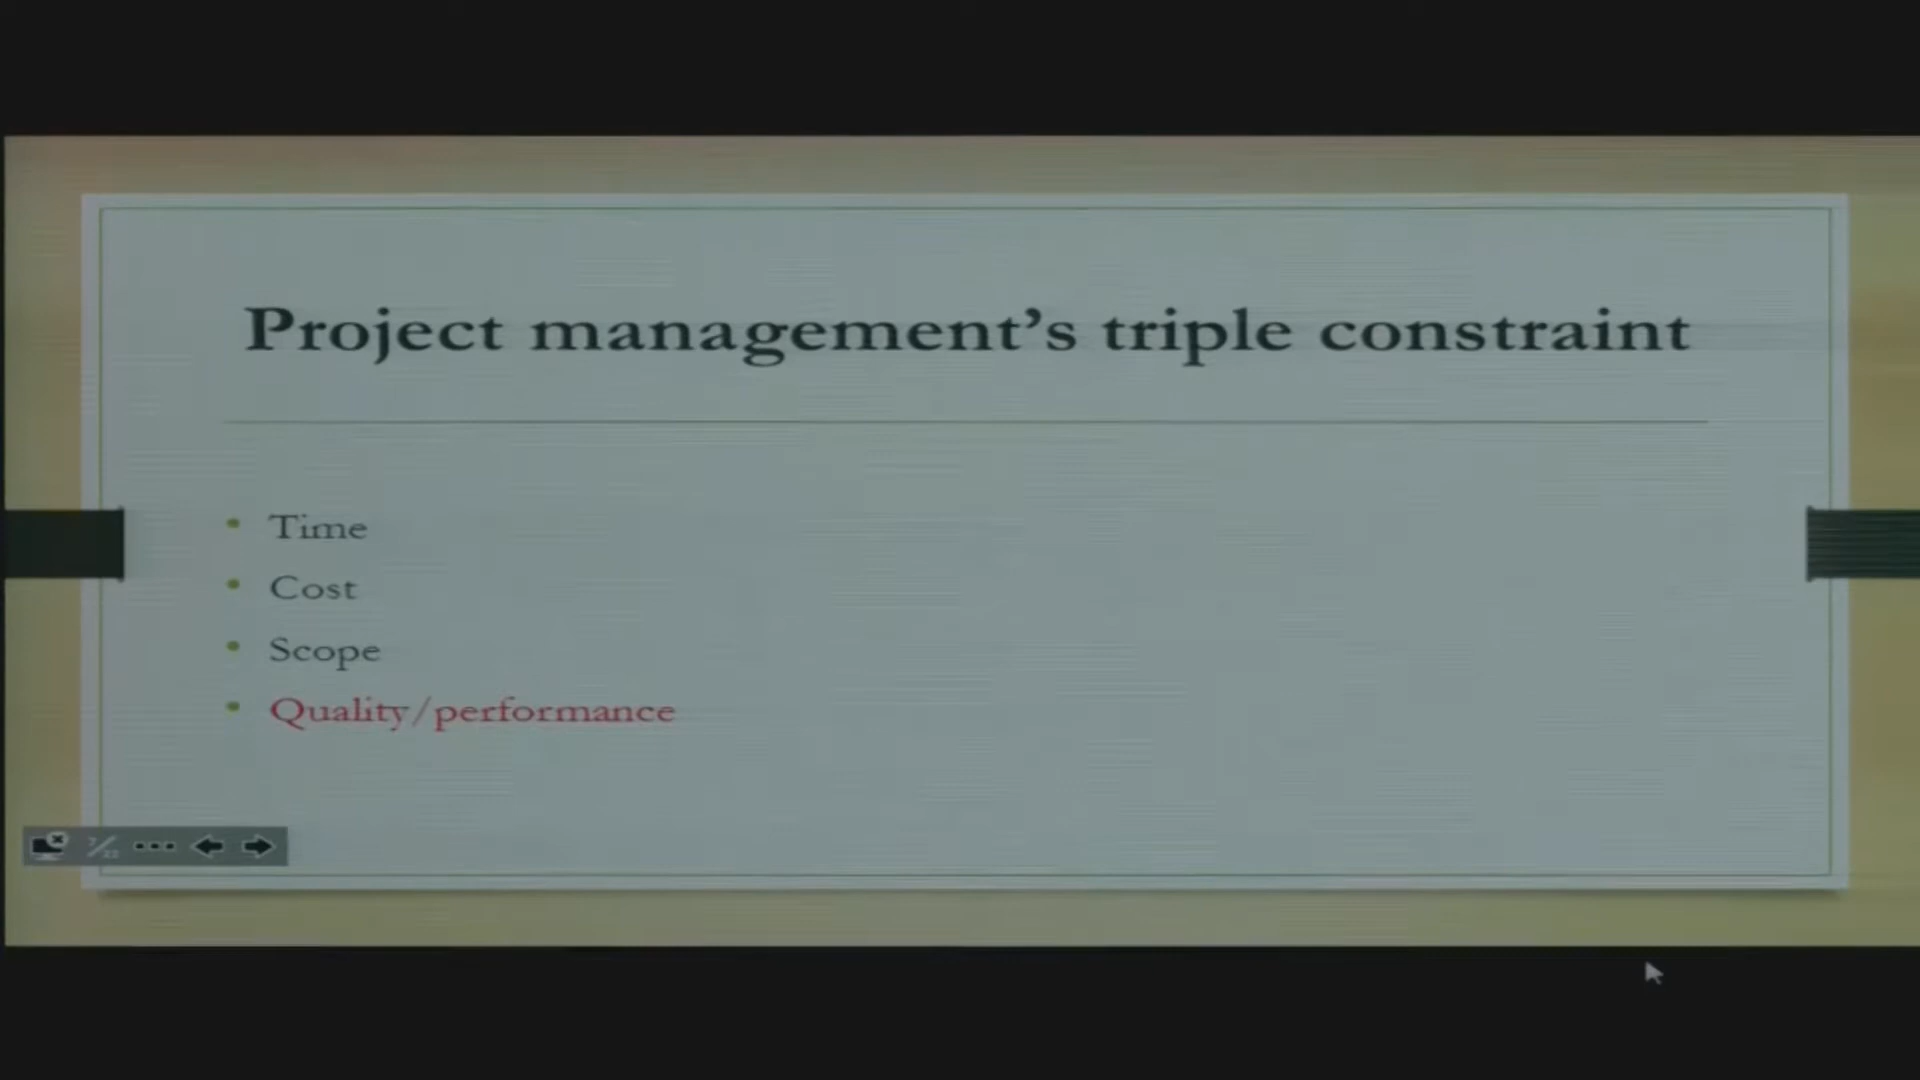 Project management’s triple constraint
• Time
• Cost
• Scope
• Quality/performance